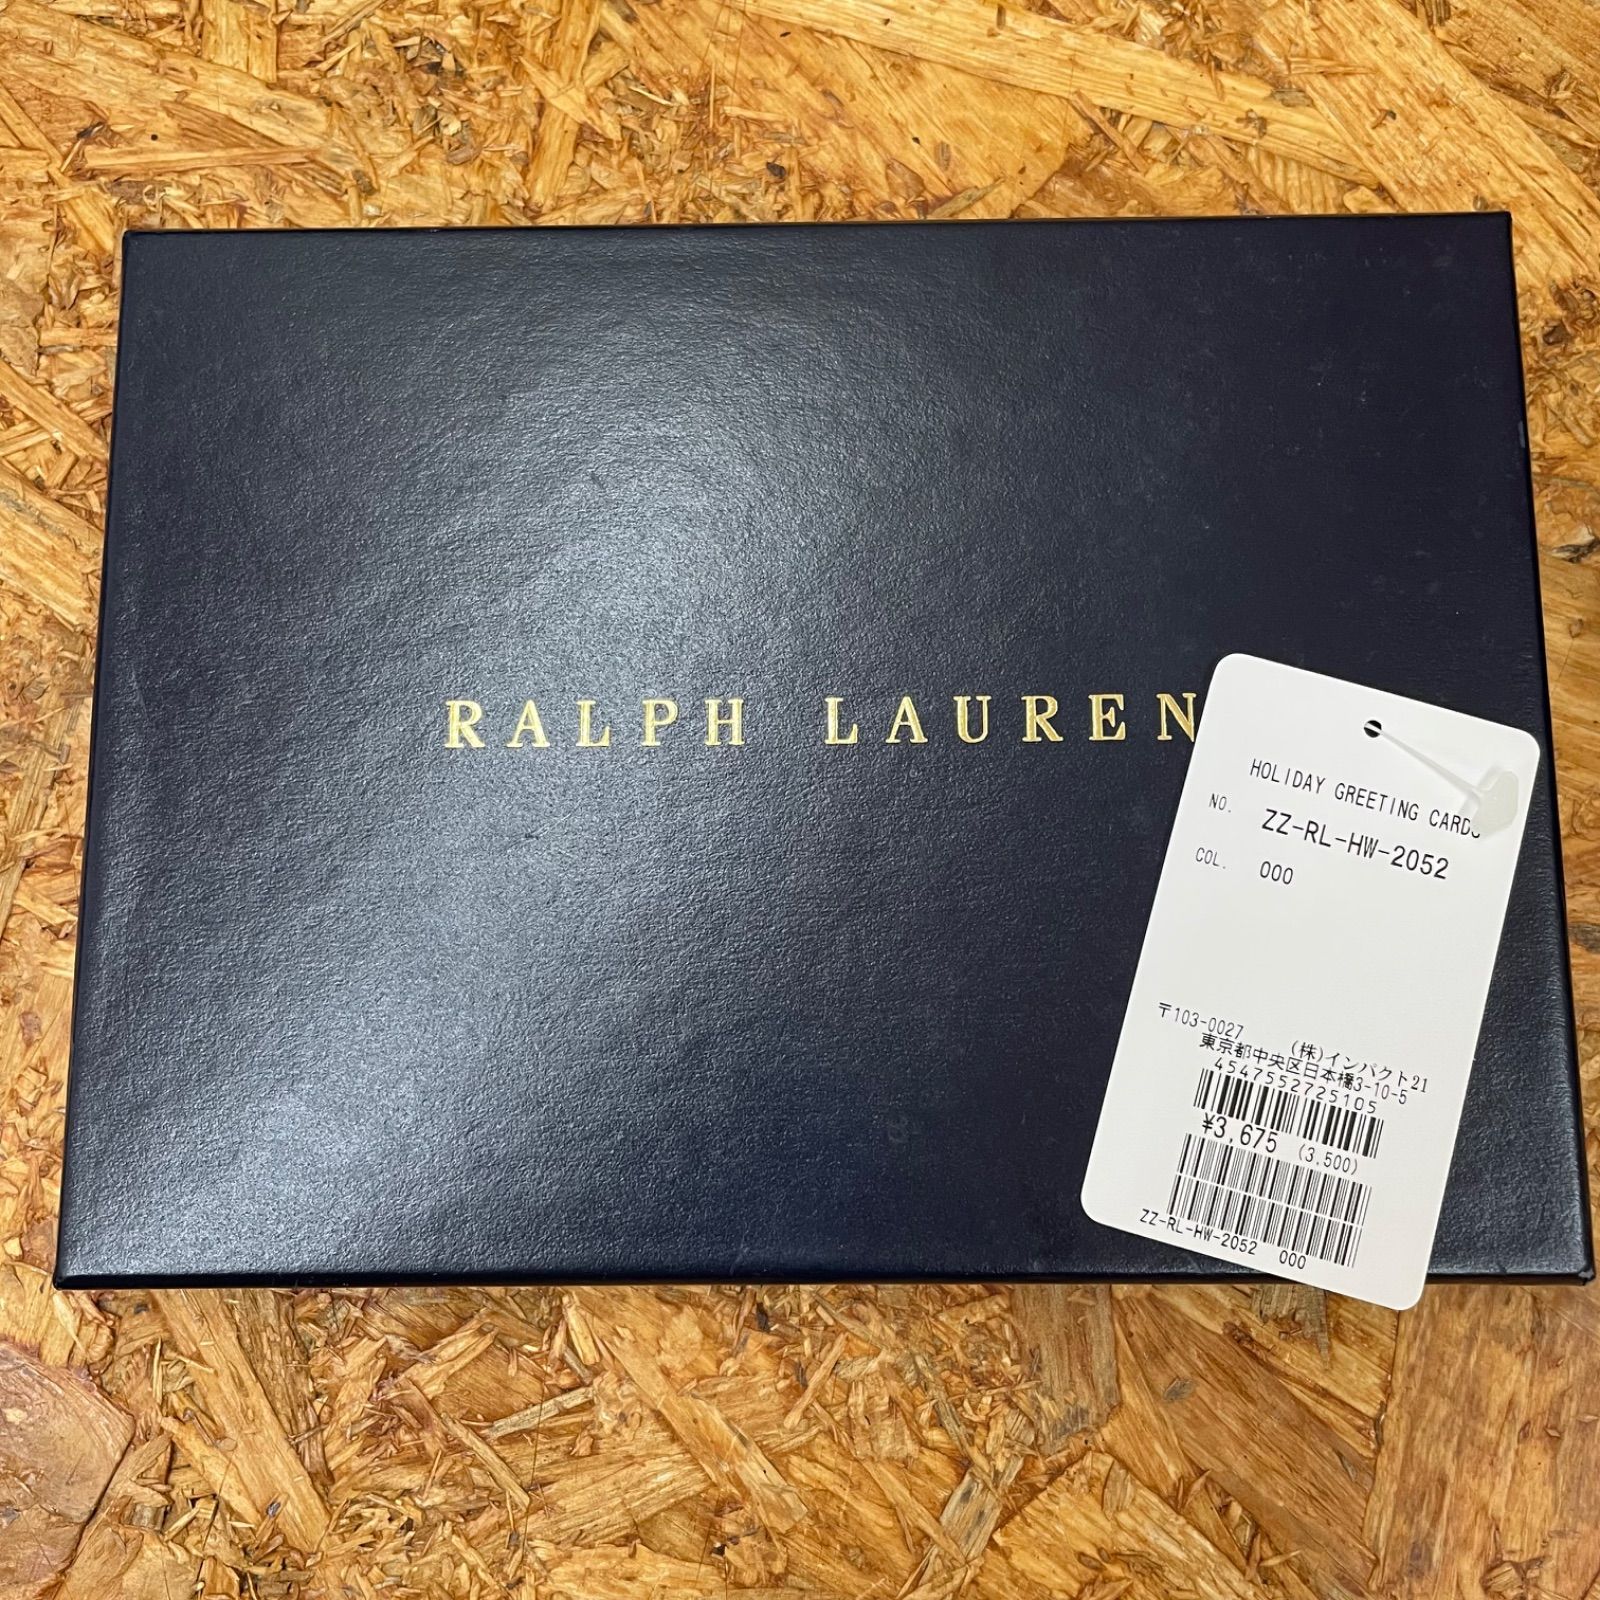 RALPH LAUREN
HOLIDAY GREETING CARDS
NO. ZZ-RL-HW-2052
COL. 000
〒103-0027 (株)インパクト21
東京都中央区日本橋3-10-5
4547552725105
¥3,675 (3,500)
ZZ-RL-HW-2052 000